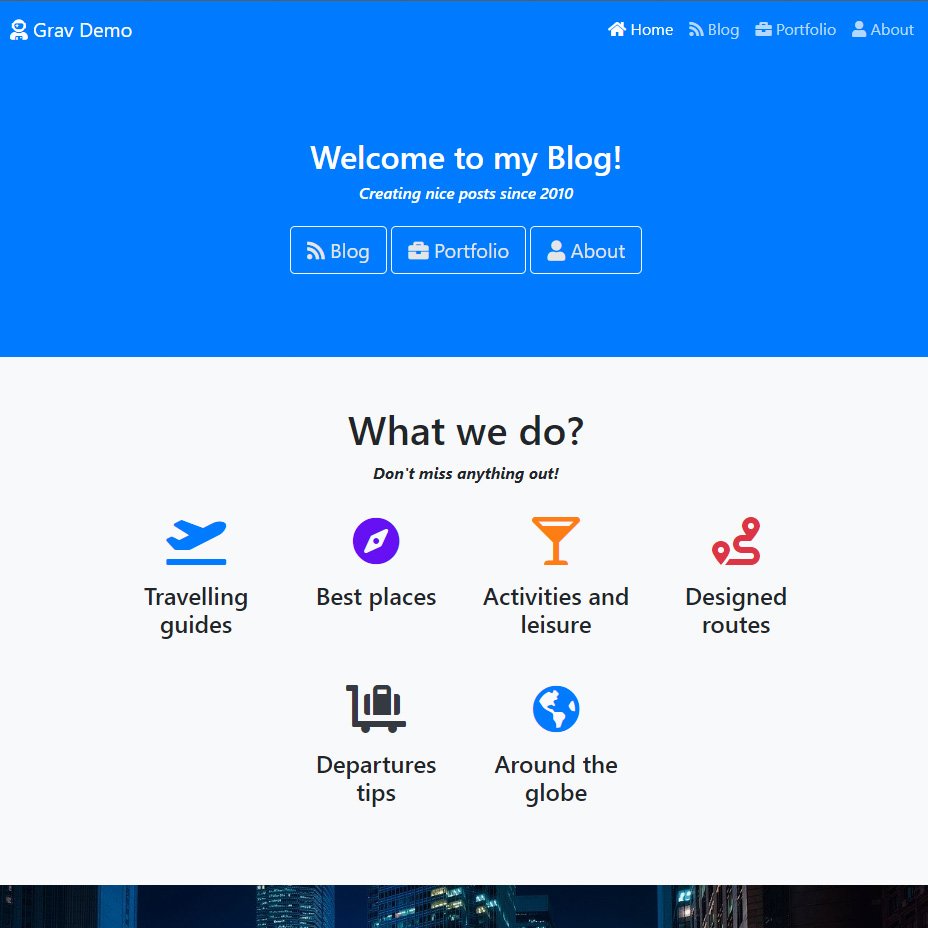 Grav Demo
Home
Blog
Portfolio
About
Welcome to my Blog!
Creating nice posts since 2010
Blog
Portfolio
About
What we do?
Don't miss anything out!
Travelling
guides
Best places
Activities and
leisure
Designed
routes
Departures
tips
Around the
globe